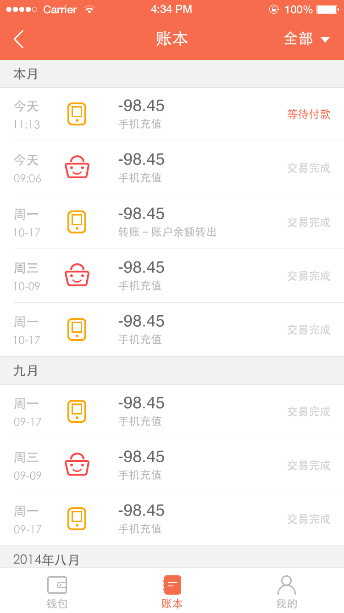 Carrier 4:34 PM 100%
账本 全部
本月
今天 -98.45
11:13 手机充值 等待付款
今天 -98.45
09:06 手机充值 交易完成
周一 -98.45
10-17 转账-账户余额转出 交易完成
周三 -98.45
10-09 手机充值 交易完成
周一 -98.45
10-17 手机充值 交易完成
九月
周一 -98.45
09-17 手机充值 交易完成
周三 -98.45
09-09 手机充值 交易完成
周一 -98.45
09-17 手机充值 交易完成
2014年八月
钱包 账本 我的